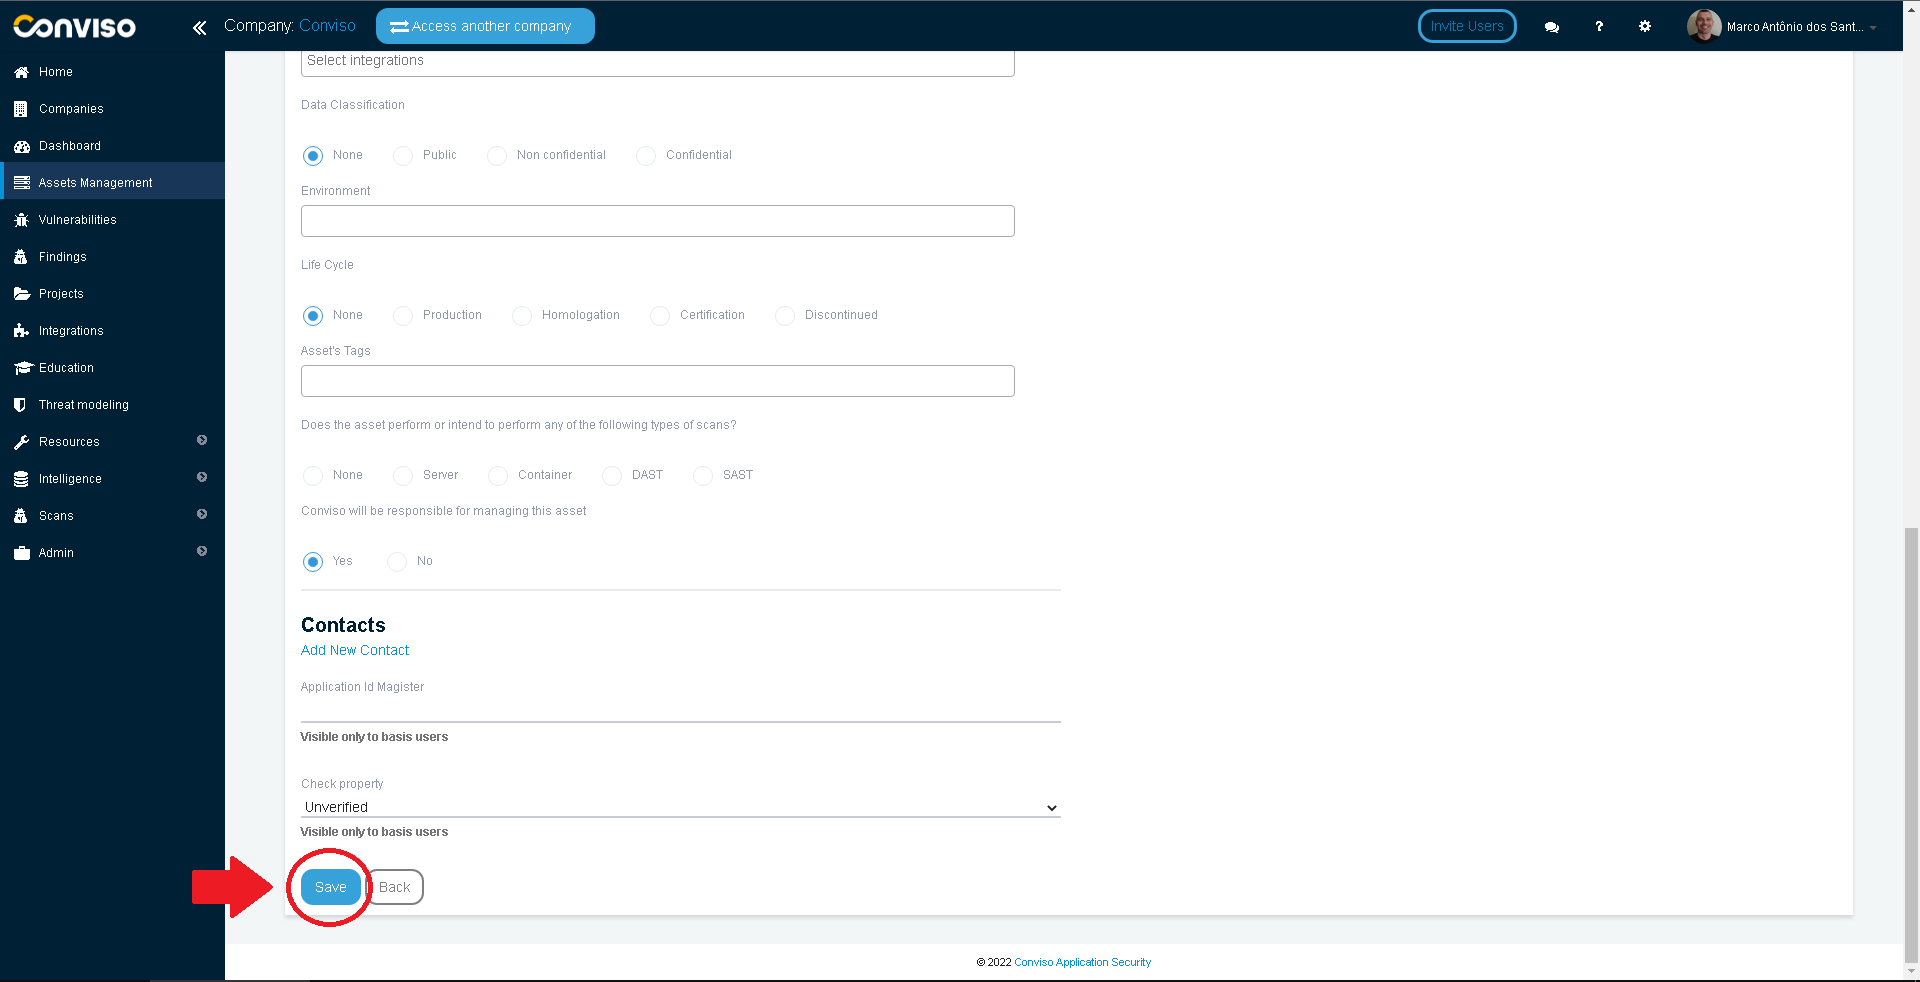 Conviso
Company: Conviso
Access another company
Invite Users
?
Marco Antônio dos Sant...
Home
Companies
Dashboard
Assets Management
Vulnerabilities
Findings
Projects
Integrations
Education
Threat modeling
Resources
Intelligence
Scans
Admin
Select integrations
Data Classification
None Public Non confidential Confidential
Environment
Life Cycle
None Production Homologation Certification Discontinued
Asset's Tags
Does the asset perform or intend to perform any of the following types of scans?
None Server Container DAST SAST
Conviso will be responsible for managing this asset
Yes No
Contacts
Add New Contact
Application Id Magister
Visible only to basis users
Check property
Unverified
Visible only to basis users
Save Back
© 2022 Conviso Application Security